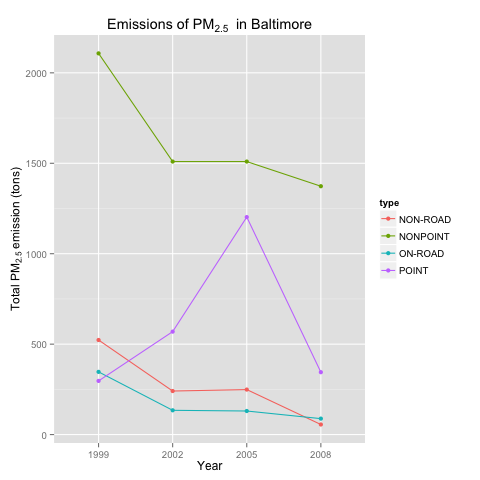 Emissions of PM2.5 in Baltimore
Total PM2.5 emission (tons)
2000
1500
1000
500
0
1999 2002 2005 2008
Year
type
NON-ROAD
NONPOINT
ON-ROAD
POINT